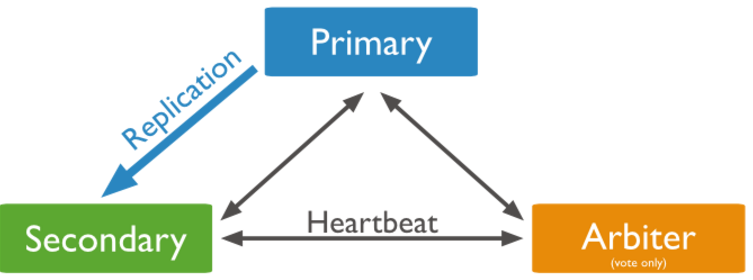 Primary
Replication
Heartbeat
Secondary
Arbiter
(vote only)